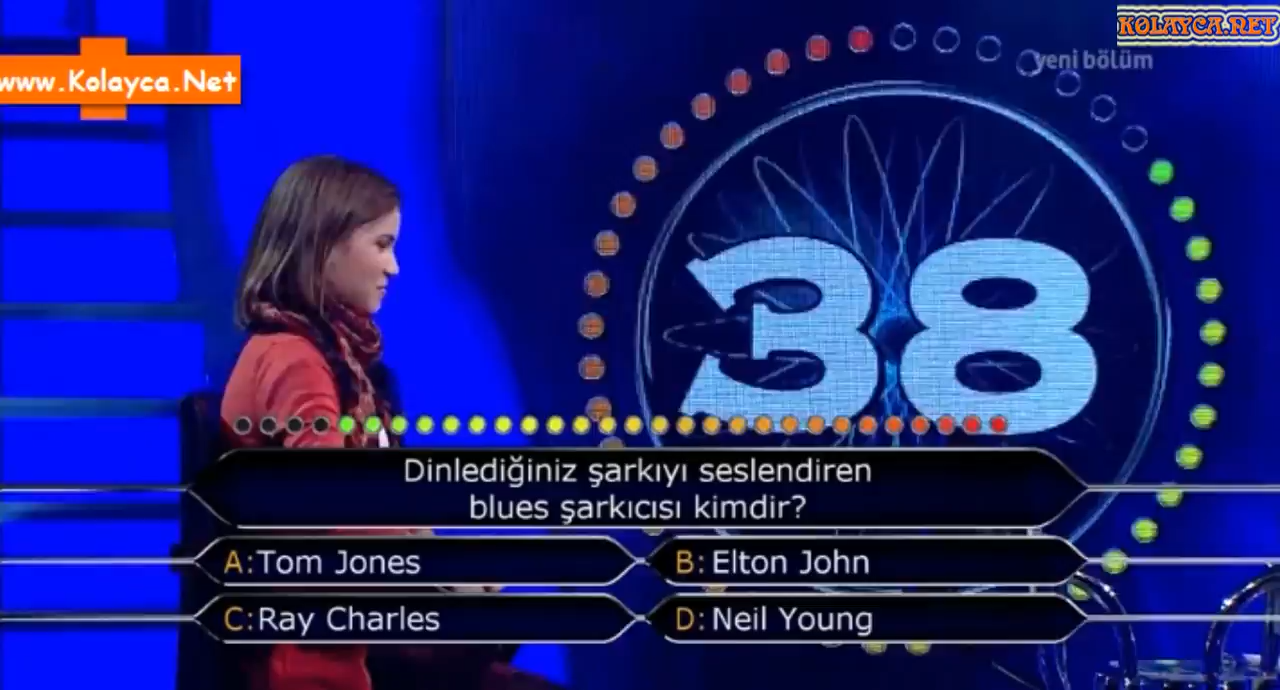 KOLAYCA.NET
yeni bölüm
www.Kolayca.Net
38
Dinlediğiniz şarkıyı seslendiren
blues şarkıcısı kimdir?
A:Tom Jones
B:Elton John
C:Ray Charles
D:Neil Young